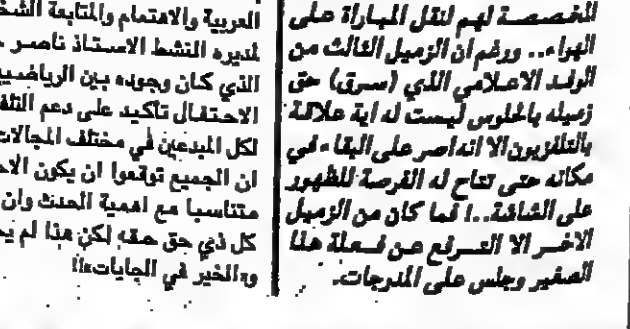 المخصصة لهم لنقل المباراة على
الهواء.. ورغم ان الزميل الثالث من
الوفد الاعلامي الذي (سرق) حق
زميله بالجلوس ليست له اية علاقة
بالتلفزيون الا انه اصر على البقاء في
مكانه حتى تتاح له الفرصة للظهور
على الشاشة..! فما كان من الزميل
الاخر الا الترفع عن فعلة هذا
الصغير وجلس على المدرجات.
العربية والاهتمام والمتابعة
لمديره النشط الاستاذ ناصر
الذي كان وجوده بين
الاحتفال تأكيد على دعم
لكل المبدعين في مختلف المجالات
ان الجميع توقعوا ان يكون
متناسبا مع اهمية الحدث وان
كل ذي حق حقه لكن هذا لم
و«الخير في الجايات»!!